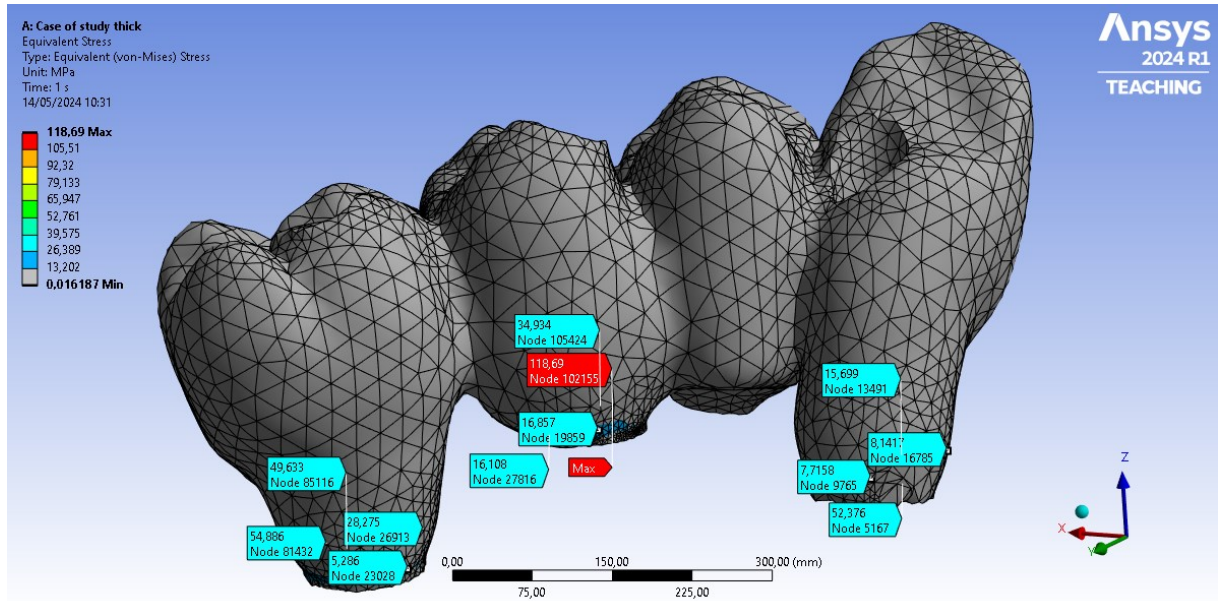 A: Case of study thick
Equivalent Stress
Type: Equivalent (von-Mises) Stress
Unit: MPa
Time: 1 s
14/05/2024 10:31
118,69 Max
105,51
92,32
79,133
65,947
52,761
39,575
26,389
13,202
0,016187 Min
Ansys
2024 R1
TEACHING
34,934
Node 105424
118,69
Node 102155
16,857
Node 19859
16,108
Node 27816
Max
15,699
Node 13491
8,1417
Node 16785
7,7158
Node 9765
52,376
Node 5167
49,633
Node 85116
28,275
Node 26913
54,886
Node 81432
5,286
Node 23028
0,00 150,00 300,00 (mm)
75,00 225,00
Z
X
Y